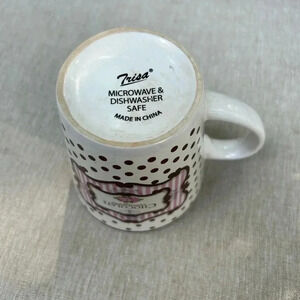 Trisa®
MICROWAVE &
DISHWASHER
SAFE
MADE IN CHINA